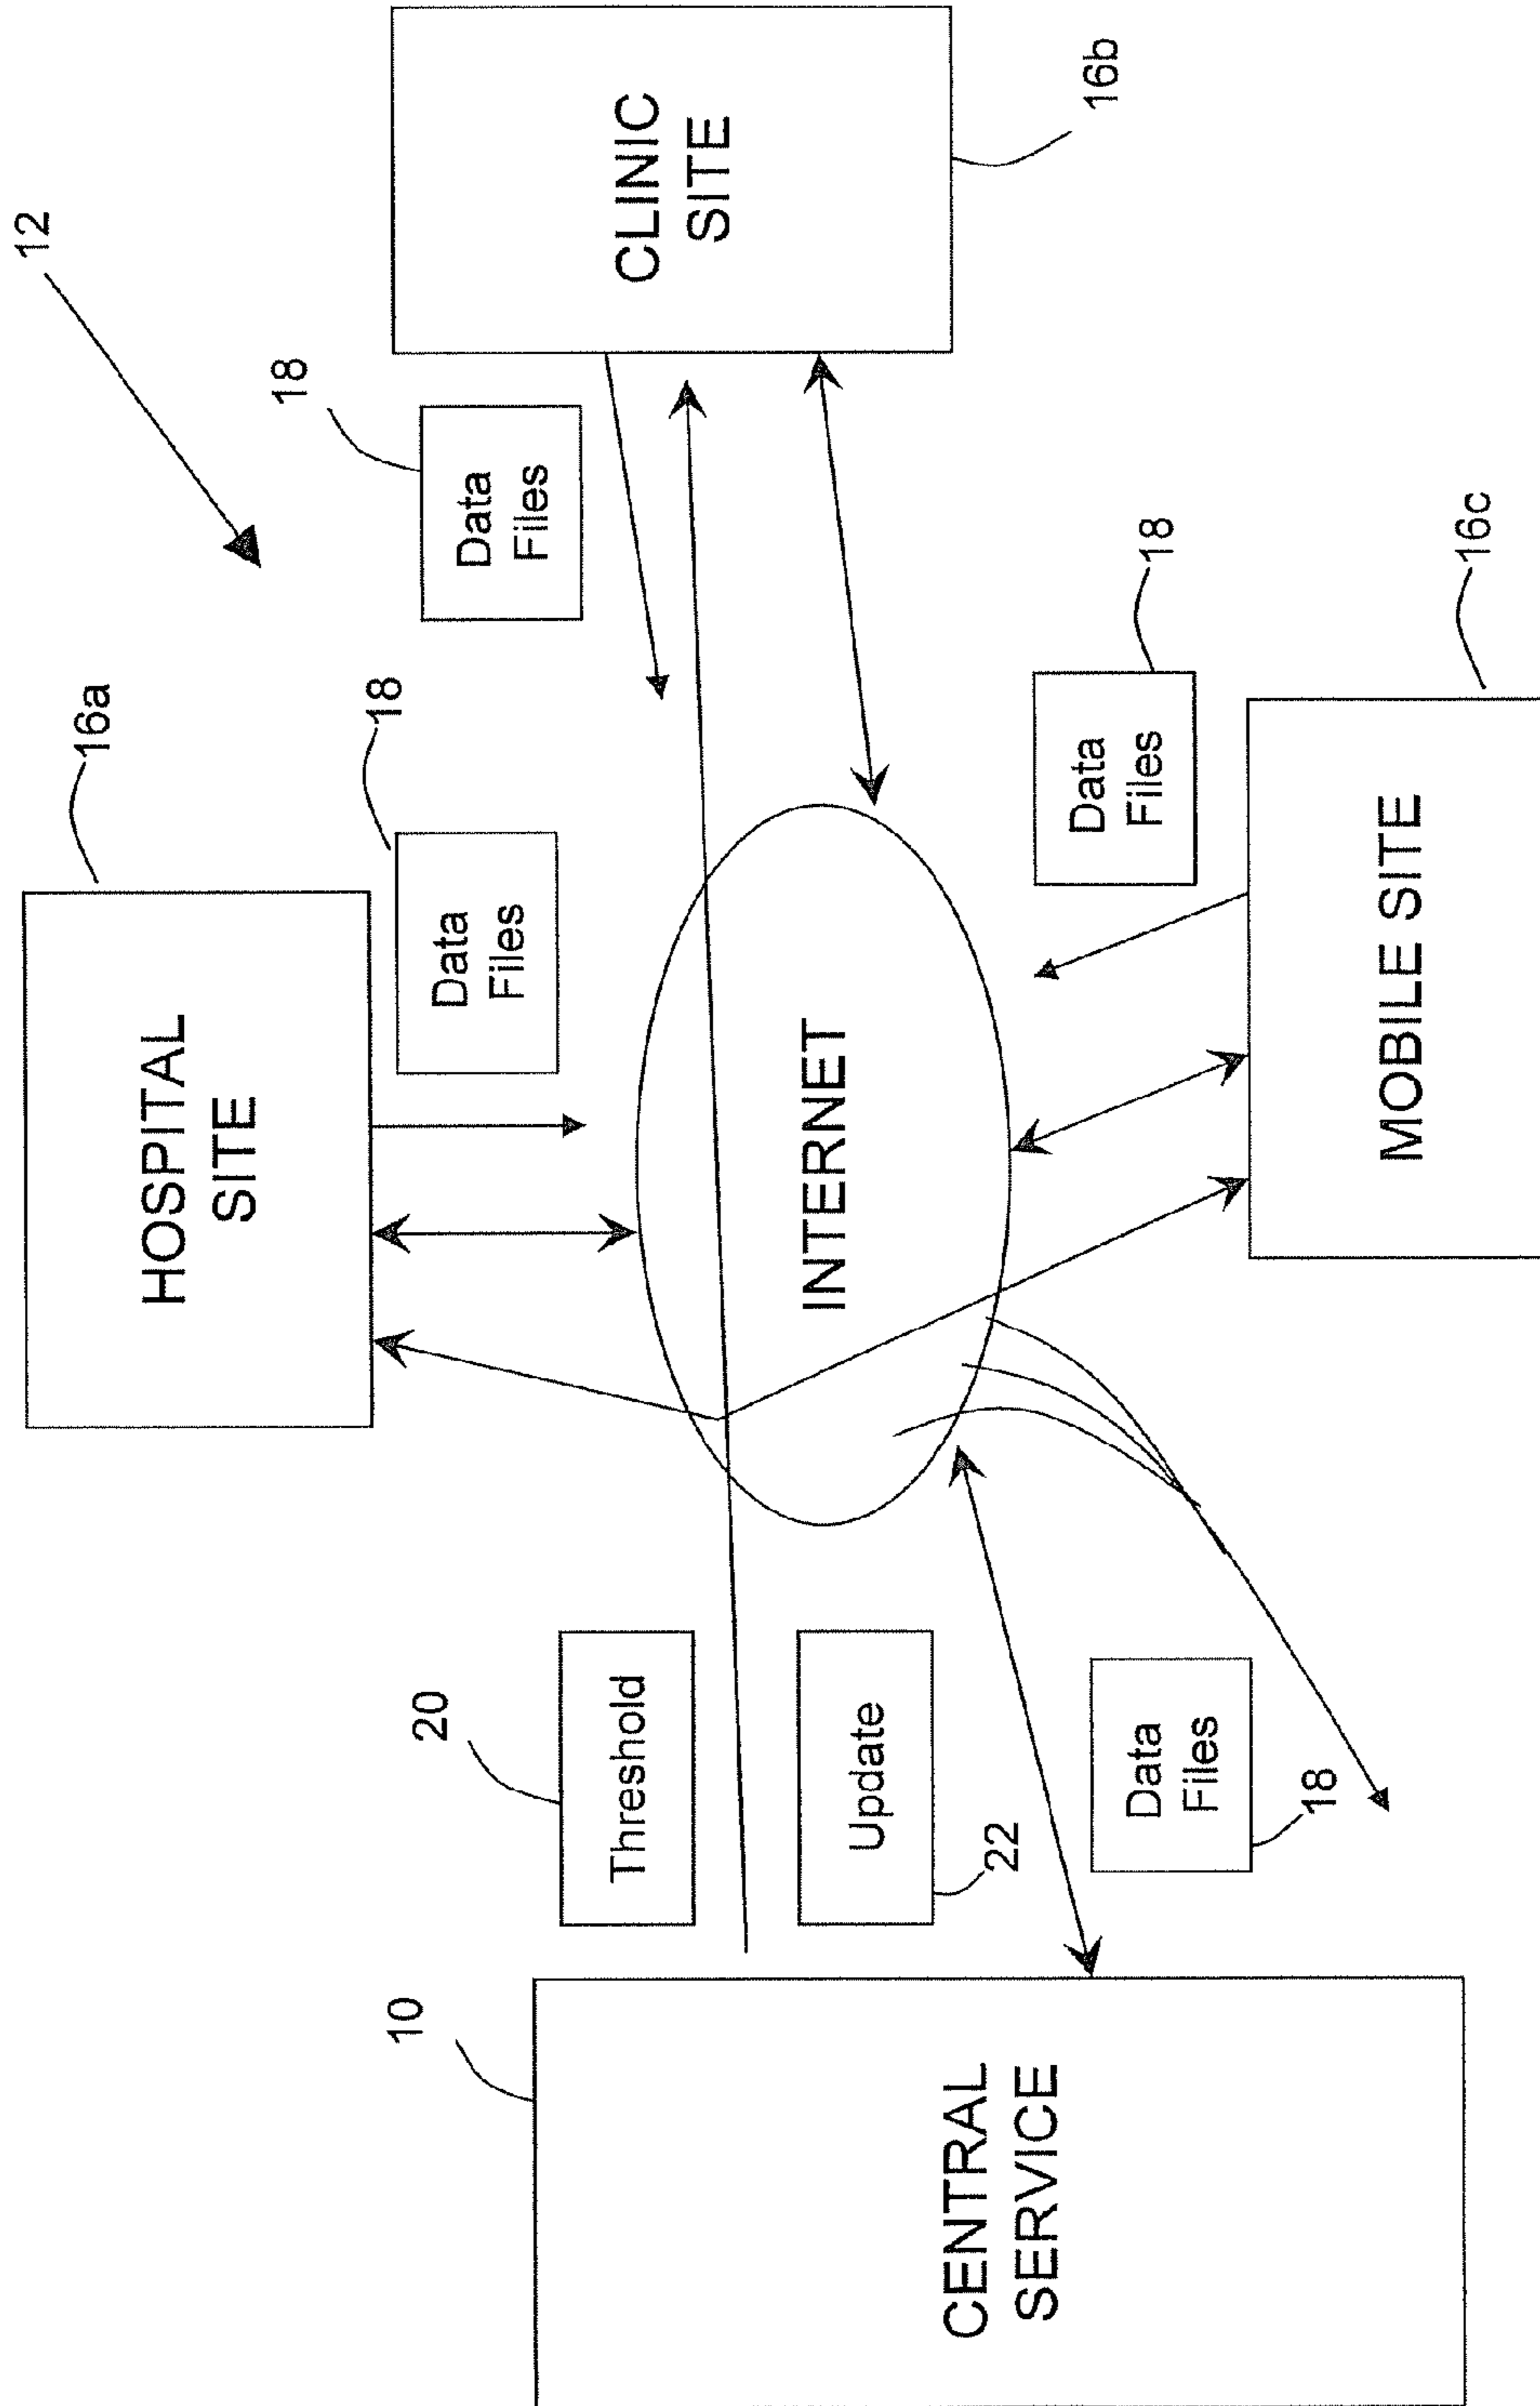 12
16a
HOSPITAL
SITE
18
Data
Files
18
Data
Files
CLINIC
SITE
16b
20
Threshold
INTERNET
Update
22
10
CENTRAL
SERVICE
Data
Files
18
18
Data
Files
MOBILE SITE
16c